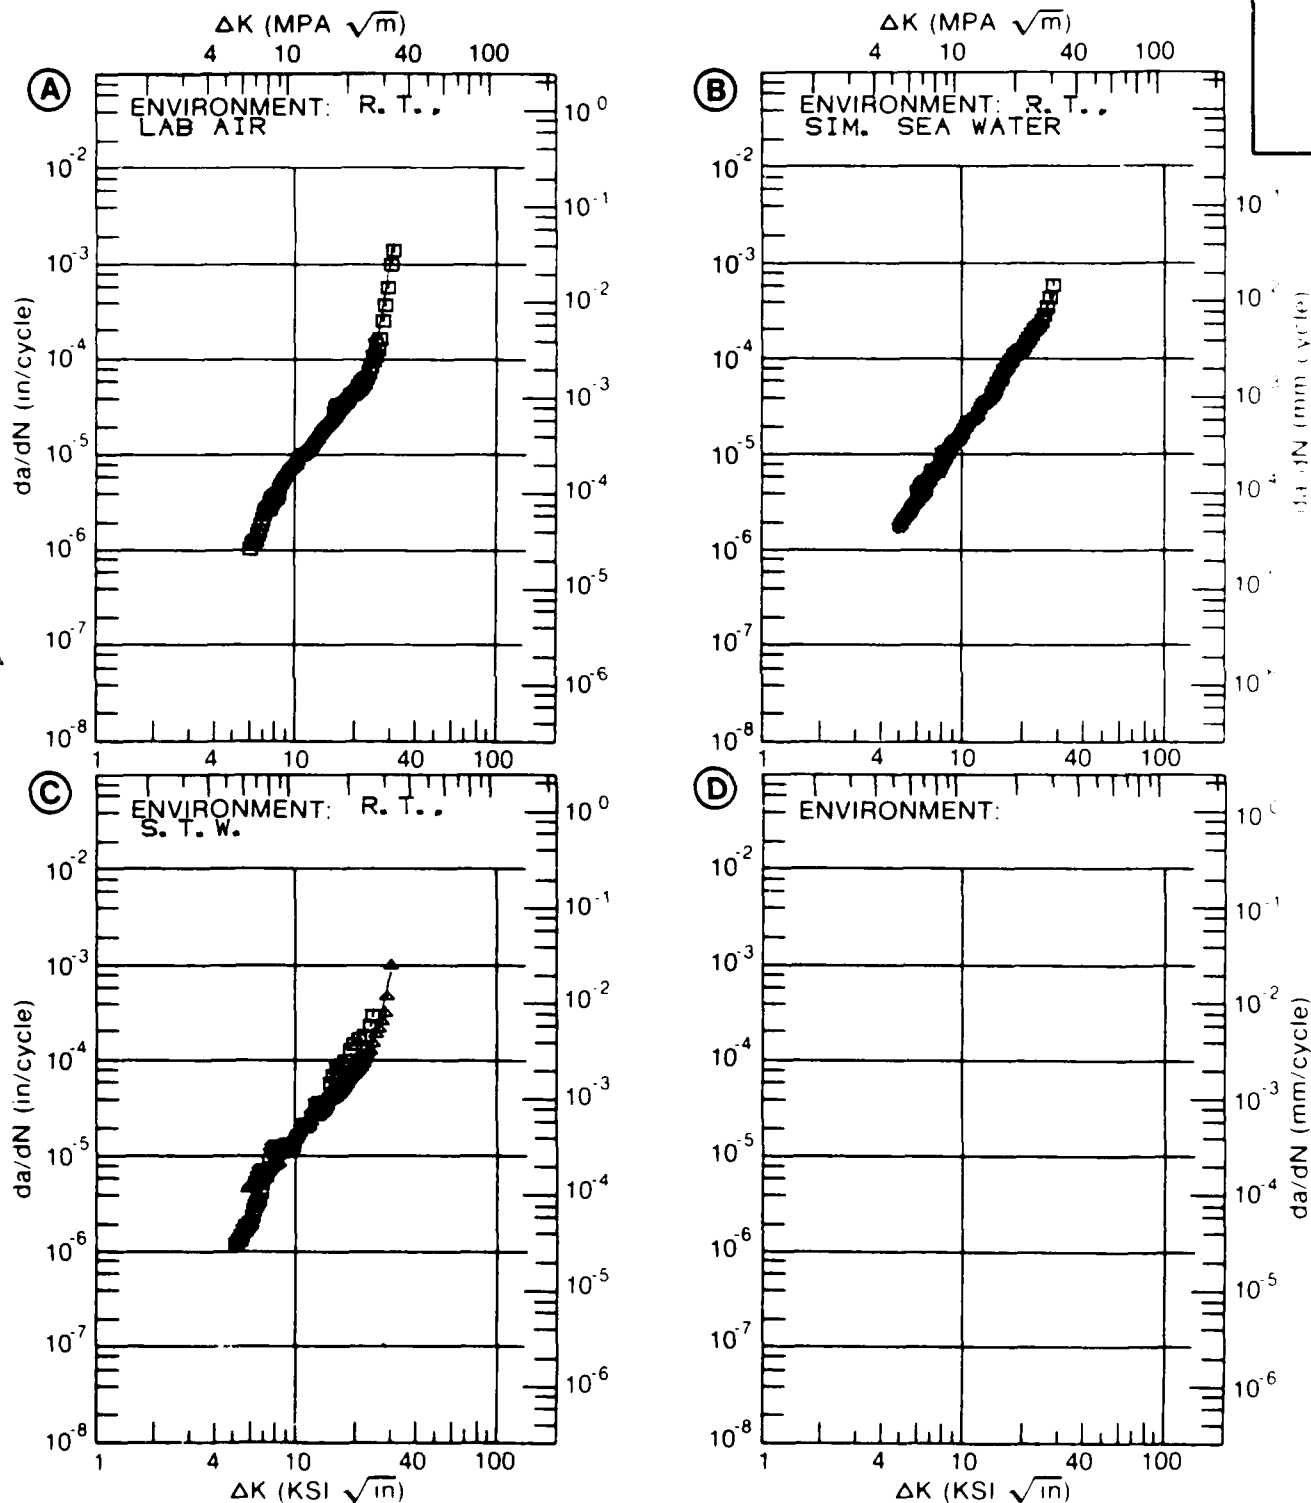 ΔK (MPA √m)
4 10 40 100
A
ENVIRONMENT: R.T.,
LAB AIR
10⁻²
10⁻³
10⁻⁴
10⁻⁵
10⁻⁶
10⁻⁷
10⁻⁸
da/dN (in/cycle)
10⁰
10⁻¹
10⁻²
10⁻³
10⁻⁴
10⁻⁵
10⁻⁶
1 4 10 40 100
ΔK (MPA √m)
4 10 40 100
B
ENVIRONMENT: R.T.,
SIM. SEA WATER
10⁻²
10⁻³
10⁻⁴
10⁻⁵
10⁻⁶
10⁻⁷
10⁻⁸
10⁻⁴
1 4 10 40 100
C
ENVIRONMENT: R.T.,
S.T.W.
10⁻²
10⁻³
10⁻⁴
10⁻⁵
10⁻⁶
10⁻⁷
10⁻⁸
da/dN (in/cycle)
10⁰
10⁻¹
10⁻²
10⁻³
10⁻⁴
10⁻⁵
10⁻⁶
1 4 10 40 100
ΔK (KSI √in)
D
ENVIRONMENT:
10⁻²
10⁻³
10⁻⁴
10⁻⁵
10⁻⁶
10⁻⁷
10⁻⁸
10⁻¹
10⁻²
10⁻³
10⁻⁴
10⁻⁵
10⁻⁶
da/dN (mm/cycle)
1 4 10 40 100
ΔK (KSI √in)